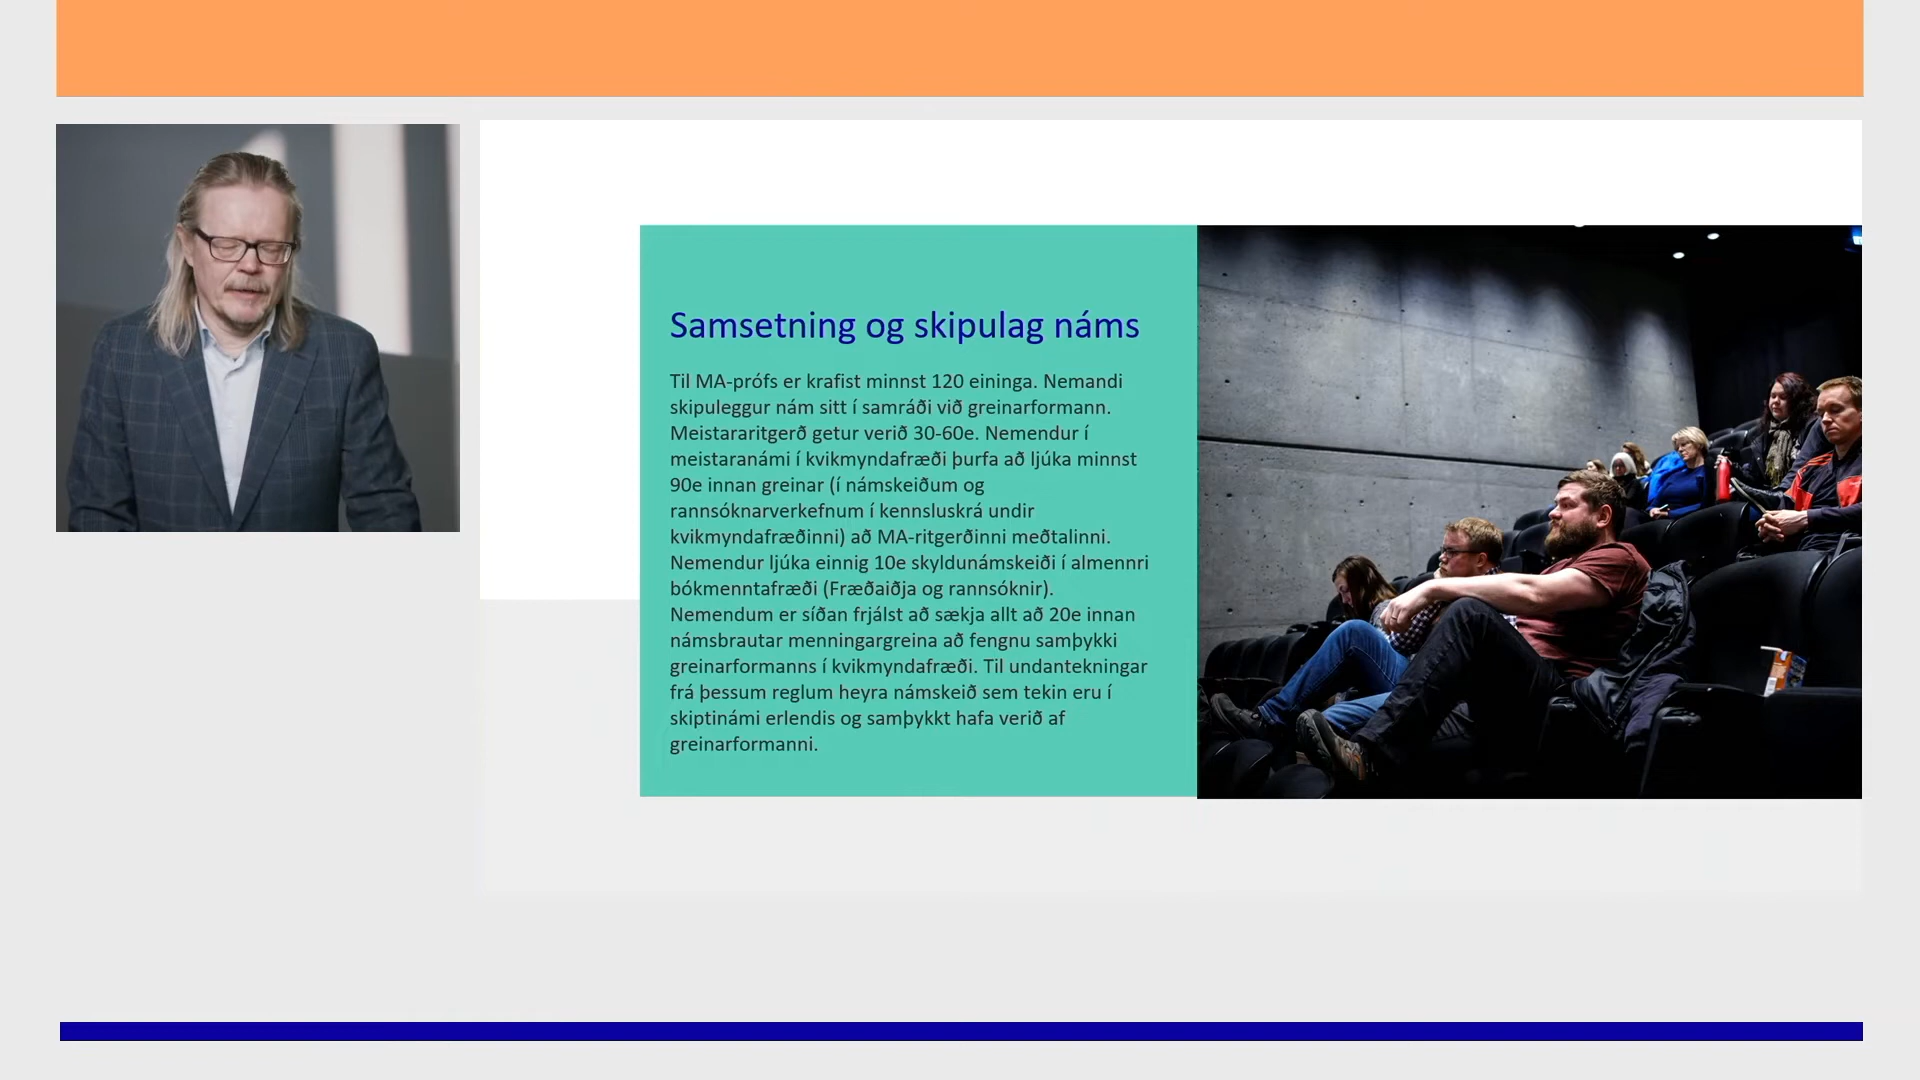 Samsetning og skipulag náms
Til MA-prófs er krafist minnst 120 eininga. Nemandi
skipuleggur nám sitt í samráði við greinarformann.
Meistararitgerð getur verið 30-60e. Nemendur í
meistaranámi í kvikmyndafræði þurfa að ljúka minnst
90e innan greinar (í námskeiðum og
rannsóknarverkefnum í kennsluskrá undir
kvikmyndafræðinni) að MA-ritgerðinni meðtalinni.
Nemendur ljúka einnig 10e skyldunámskeiði í almennri
bókmenntafræði (Fræðaiðja og rannsóknir).
Nemendum er síðan frjálst að sækja allt að 20e innan
námsbrautar menningargreina að fengnu samþykki
greinarformanns í kvikmyndafræði. Til undantekningar
frá þessum reglum heyra námskeið sem tekin eru í
skiptinámi erlendis og samþykkt hafa verið af
greinarformanni.